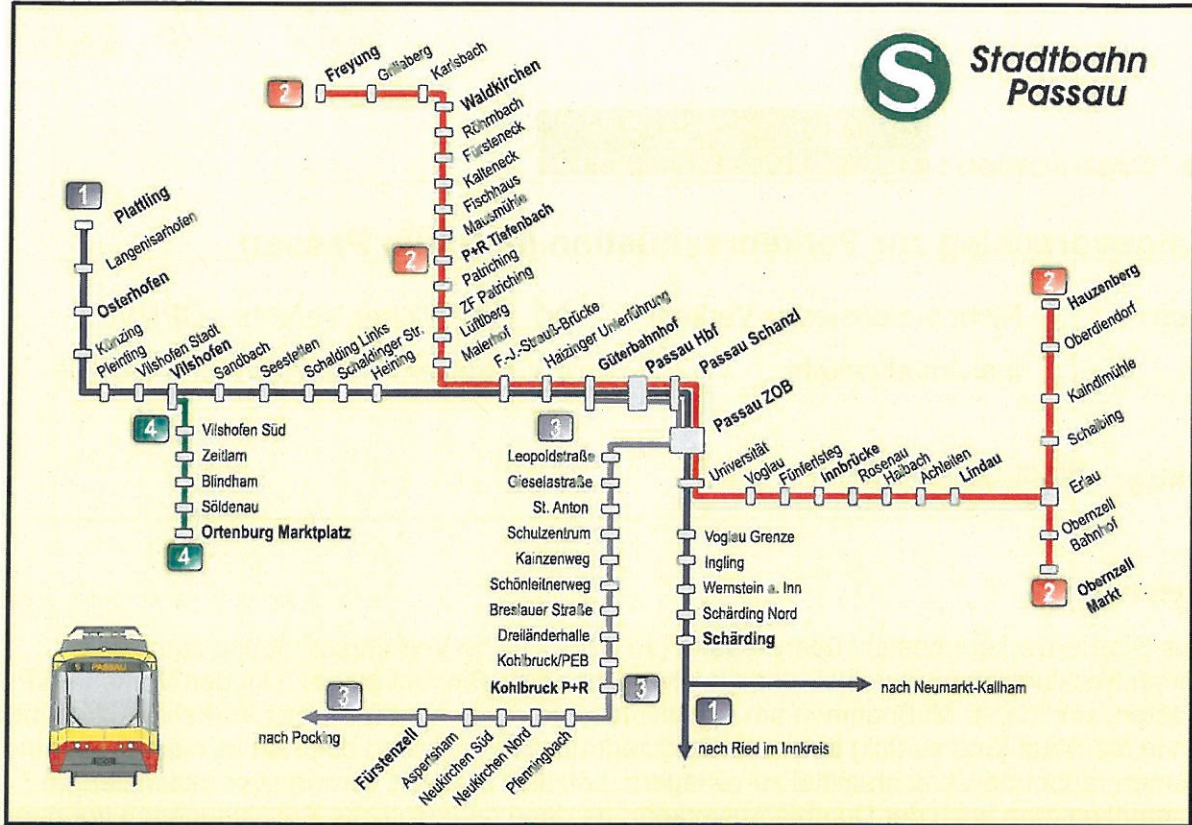 Stadtbahn
Passau
S
2
Freyung
Grillaberg
Karlsbach
Waldkirchen
Röhrnbach
Fürsteneck
Kalteneck
Fischhaus
Mausmühle
P+R Tiefenbach
2
Patriching
ZF Patriching
Lüftlberg
Maierhof
1
Plattling
Langenisarhofen
Osterhofen
Künzing
Pleinting
Vilshofen Stadt
Vilshofen
Sandbach
Seestetten
Schalding Links
Schaldinger Str.
Heining
F.-J.-Strauß-Brücke
Haizinger Unterführung
Güterbahnhof
Passau Hbf
Passau Schanzl
Passau ZOB
4
Vilshofen Süd
Zeitlarn
Blindham
Söldenau
Ortenburg Marktplatz
4
3
Leopoldstraße
Gieselastraße
St. Anton
Schulzentrum
Kainzenweg
Schönleitnerweg
Breslauer Straße
Dreiländerhalle
Kohlbruck/PEB
Kohlbruck P+R
3
3
nach Pocking
Fürstenzell
Aspertsham
Neukirchen Süd
Neukirchen Nord
Pfenningbach
Universität
Voglau
Fünferlsteg
Innbrücke
Rosenau
Haibach
Achleiten
Lindau
Erlau
2
Hauzenberg
Oberdiendorf
Kaindlmühle
Schaibing
Obernzell
Bahnhof
2
Obernzell
Markt
Voglau Grenze
Ingling
Wernstein a. Inn
Schärding Nord
Schärding
nach Neumarkt-Kallham
1
nach Ried im Innkreis
PASSAU